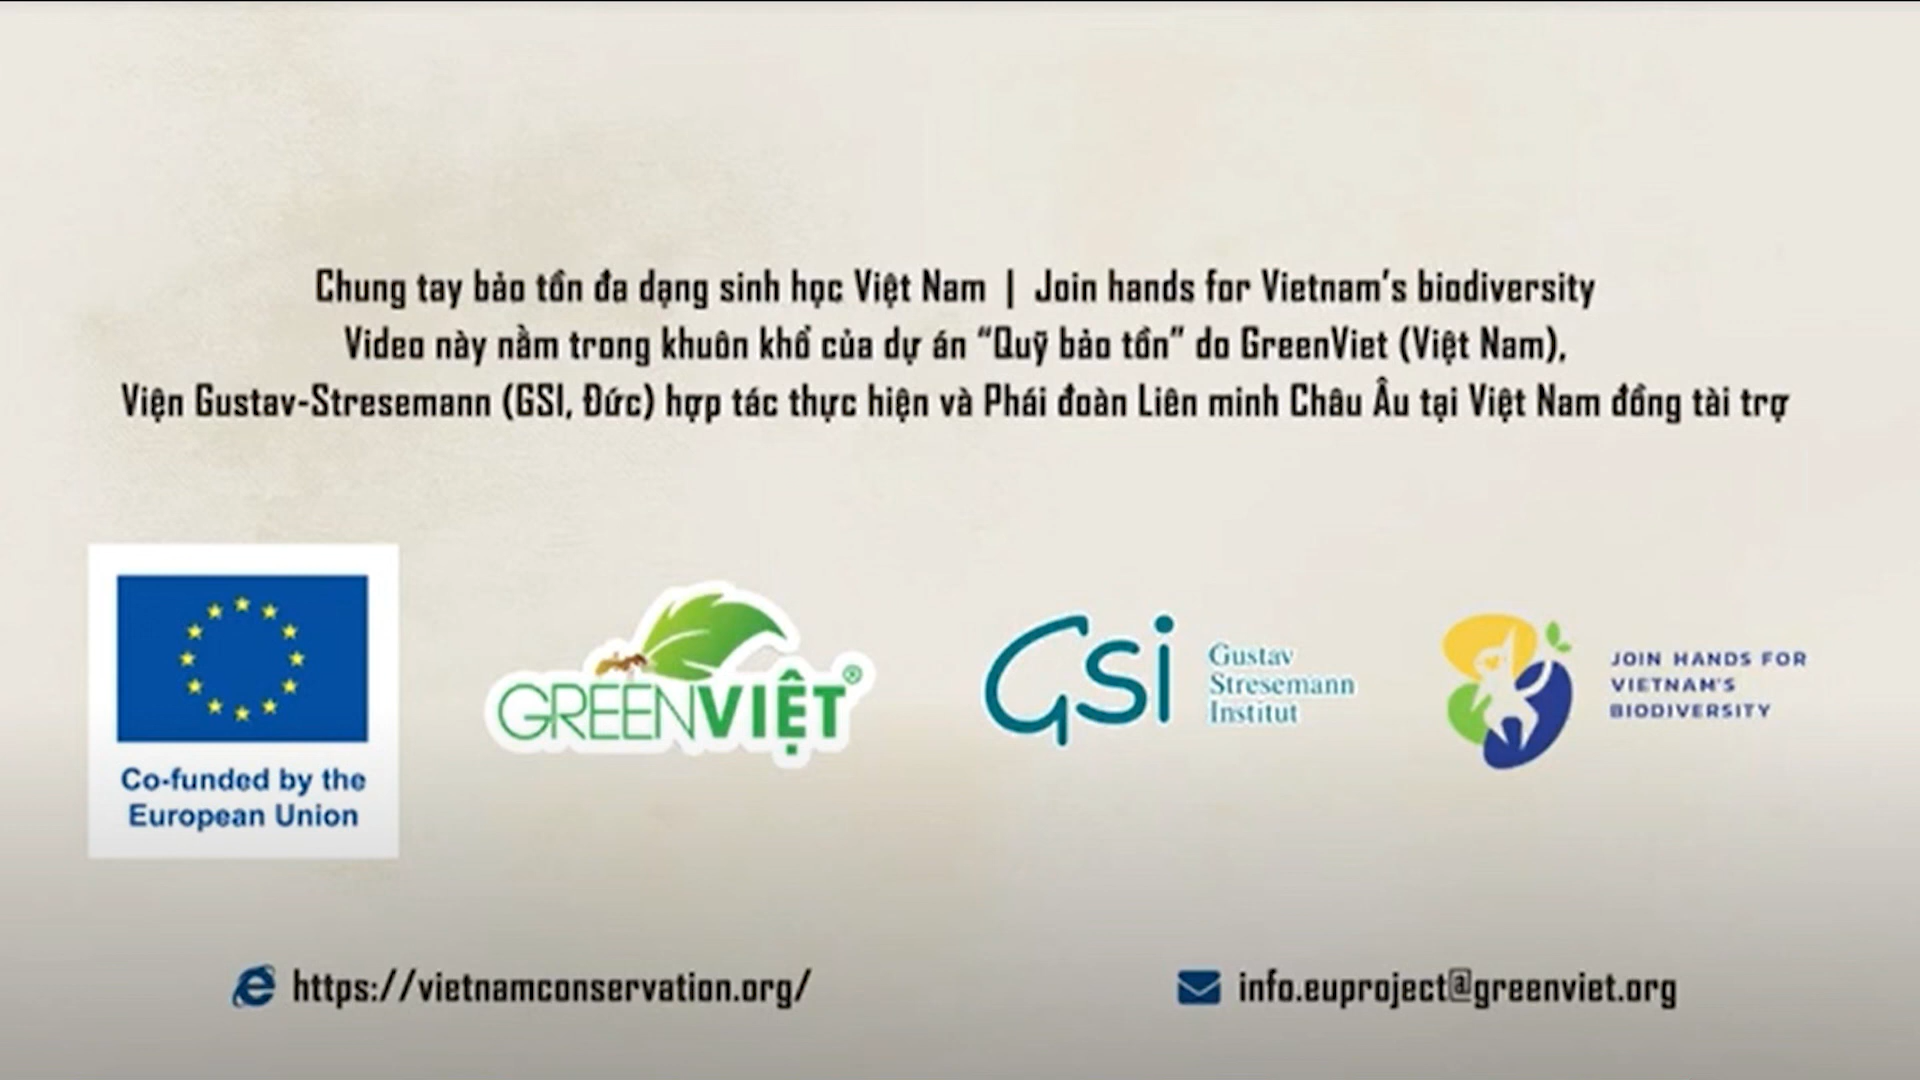 Chung tay bảo tồn đa dạng sinh học Việt Nam | Join hands for Vietnam's biodiversity
Video này nằm trong khuôn khổ của dự án “Quỹ bảo tồn” do GreenViet (Việt Nam),
Viện Gustav-Stresemann (GSI, Đức) hợp tác thực hiện và Phái đoàn Liên minh Châu Âu tại Việt Nam đồng tài trợ
Co-funded by the
European Union
GREENVIỆT®
Gsi
Gustav
Stresemann
Institut
JOIN HANDS FOR
VIETNAM'S
BIODIVERSITY
https://vietnamconservation.org/
info.euproject@greenviet.org